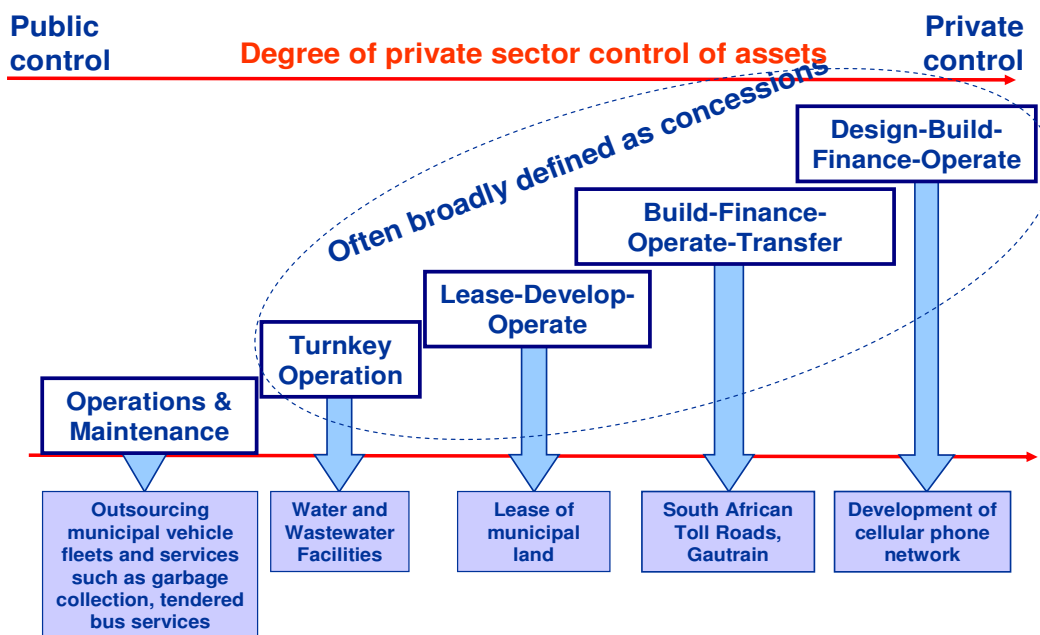 Public
control
Degree of private sector control of assets
Private
control
Often broadly defined as concessions
Design-Build-
Finance-Operate
Build-Finance-
Operate-Transfer
Lease-Develop-
Operate
Turnkey
Operation
Operations &
Maintenance
Outsourcing
municipal vehicle
fleets and services
such as garbage
collection, tendered
bus services
Water and
Wastewater
Facilities
Lease of
municipal
land
South African
Toll Roads,
Gautrain
Development of
cellular phone
network